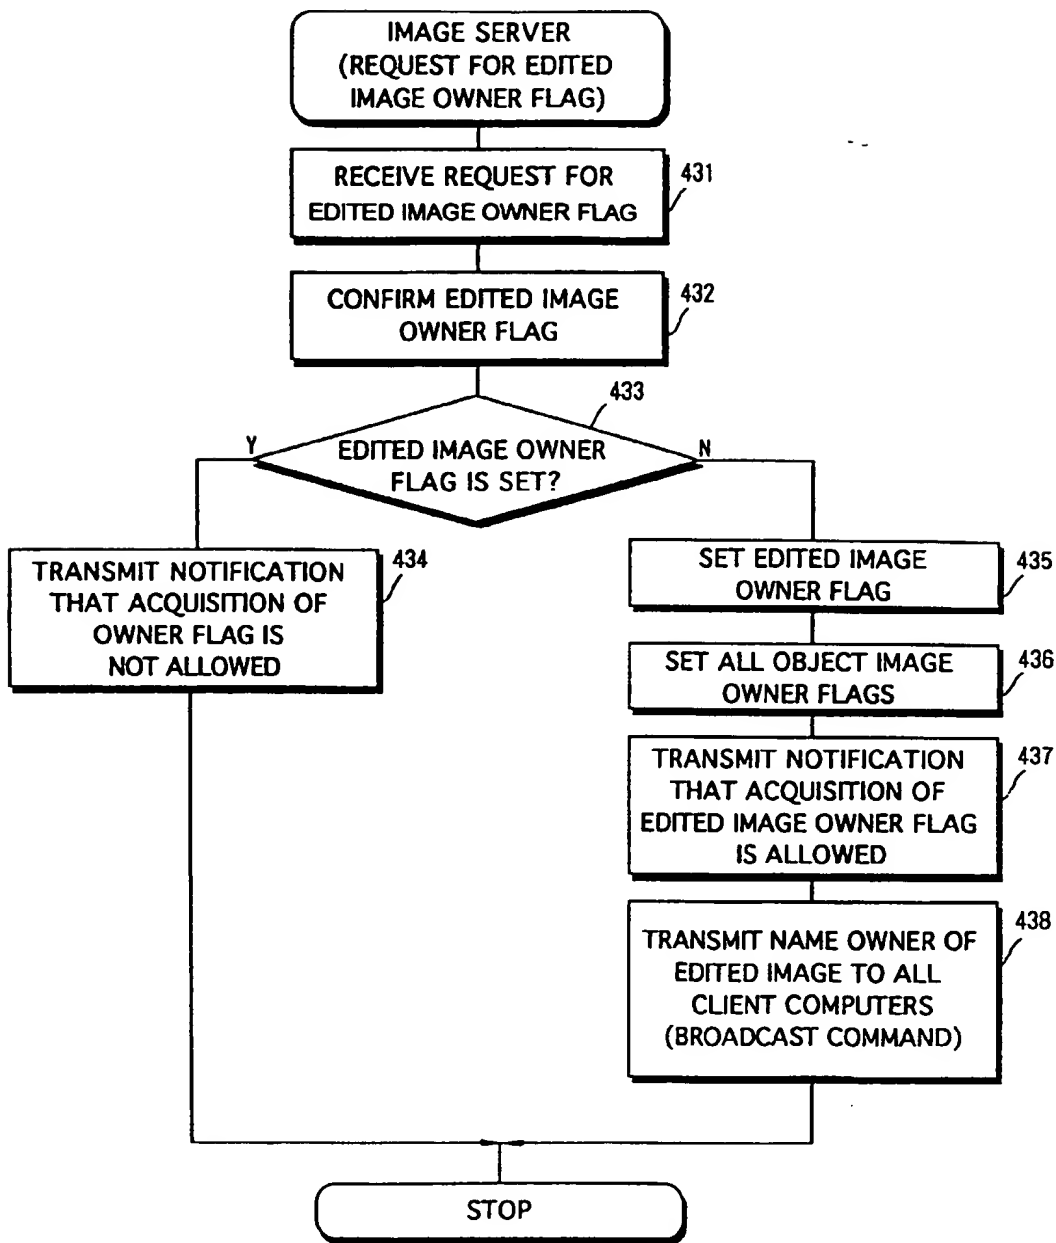 IMAGE SERVER
(REQUEST FOR EDITED
IMAGE OWNER FLAG)
RECEIVE REQUEST FOR
EDITED IMAGE OWNER FLAG
431
CONFIRM EDITED IMAGE
OWNER FLAG
432
433
EDITED IMAGE OWNER
FLAG IS SET?
Y
N
TRANSMIT NOTIFICATION
THAT ACQUISITION OF
OWNER FLAG IS
NOT ALLOWED
434
SET EDITED IMAGE
OWNER FLAG
435
SET ALL OBJECT IMAGE
OWNER FLAGS
436
TRANSMIT NOTIFICATION
THAT ACQUISITION OF
EDITED IMAGE OWNER FLAG
IS ALLOWED
437
TRANSMIT NAME OWNER OF
EDITED IMAGE TO ALL
CLIENT COMPUTERS
(BROADCAST COMMAND)
438
STOP